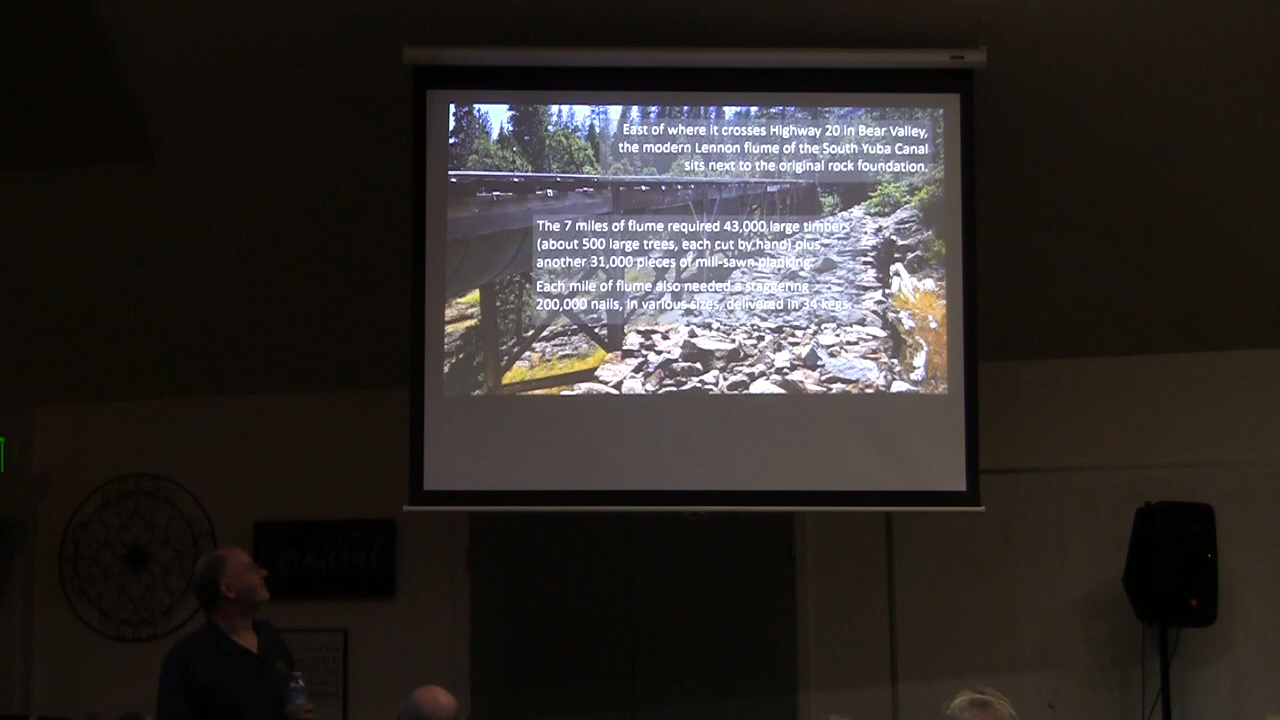 East of where it crosses Highway 20 in Bear Valley,
the modern Lennon flume of the South Yuba Canal
sits next to the original rock foundation.
The 7 miles of flume required 43,000 large timbers
(about 500 large trees, each cut by hand) plus,
another 31,000 pieces of mill-sawn planking.
Each mile of flume also needed a staggering
200,000 nails, in various sizes, delivered in 34 kegs.
Grateful